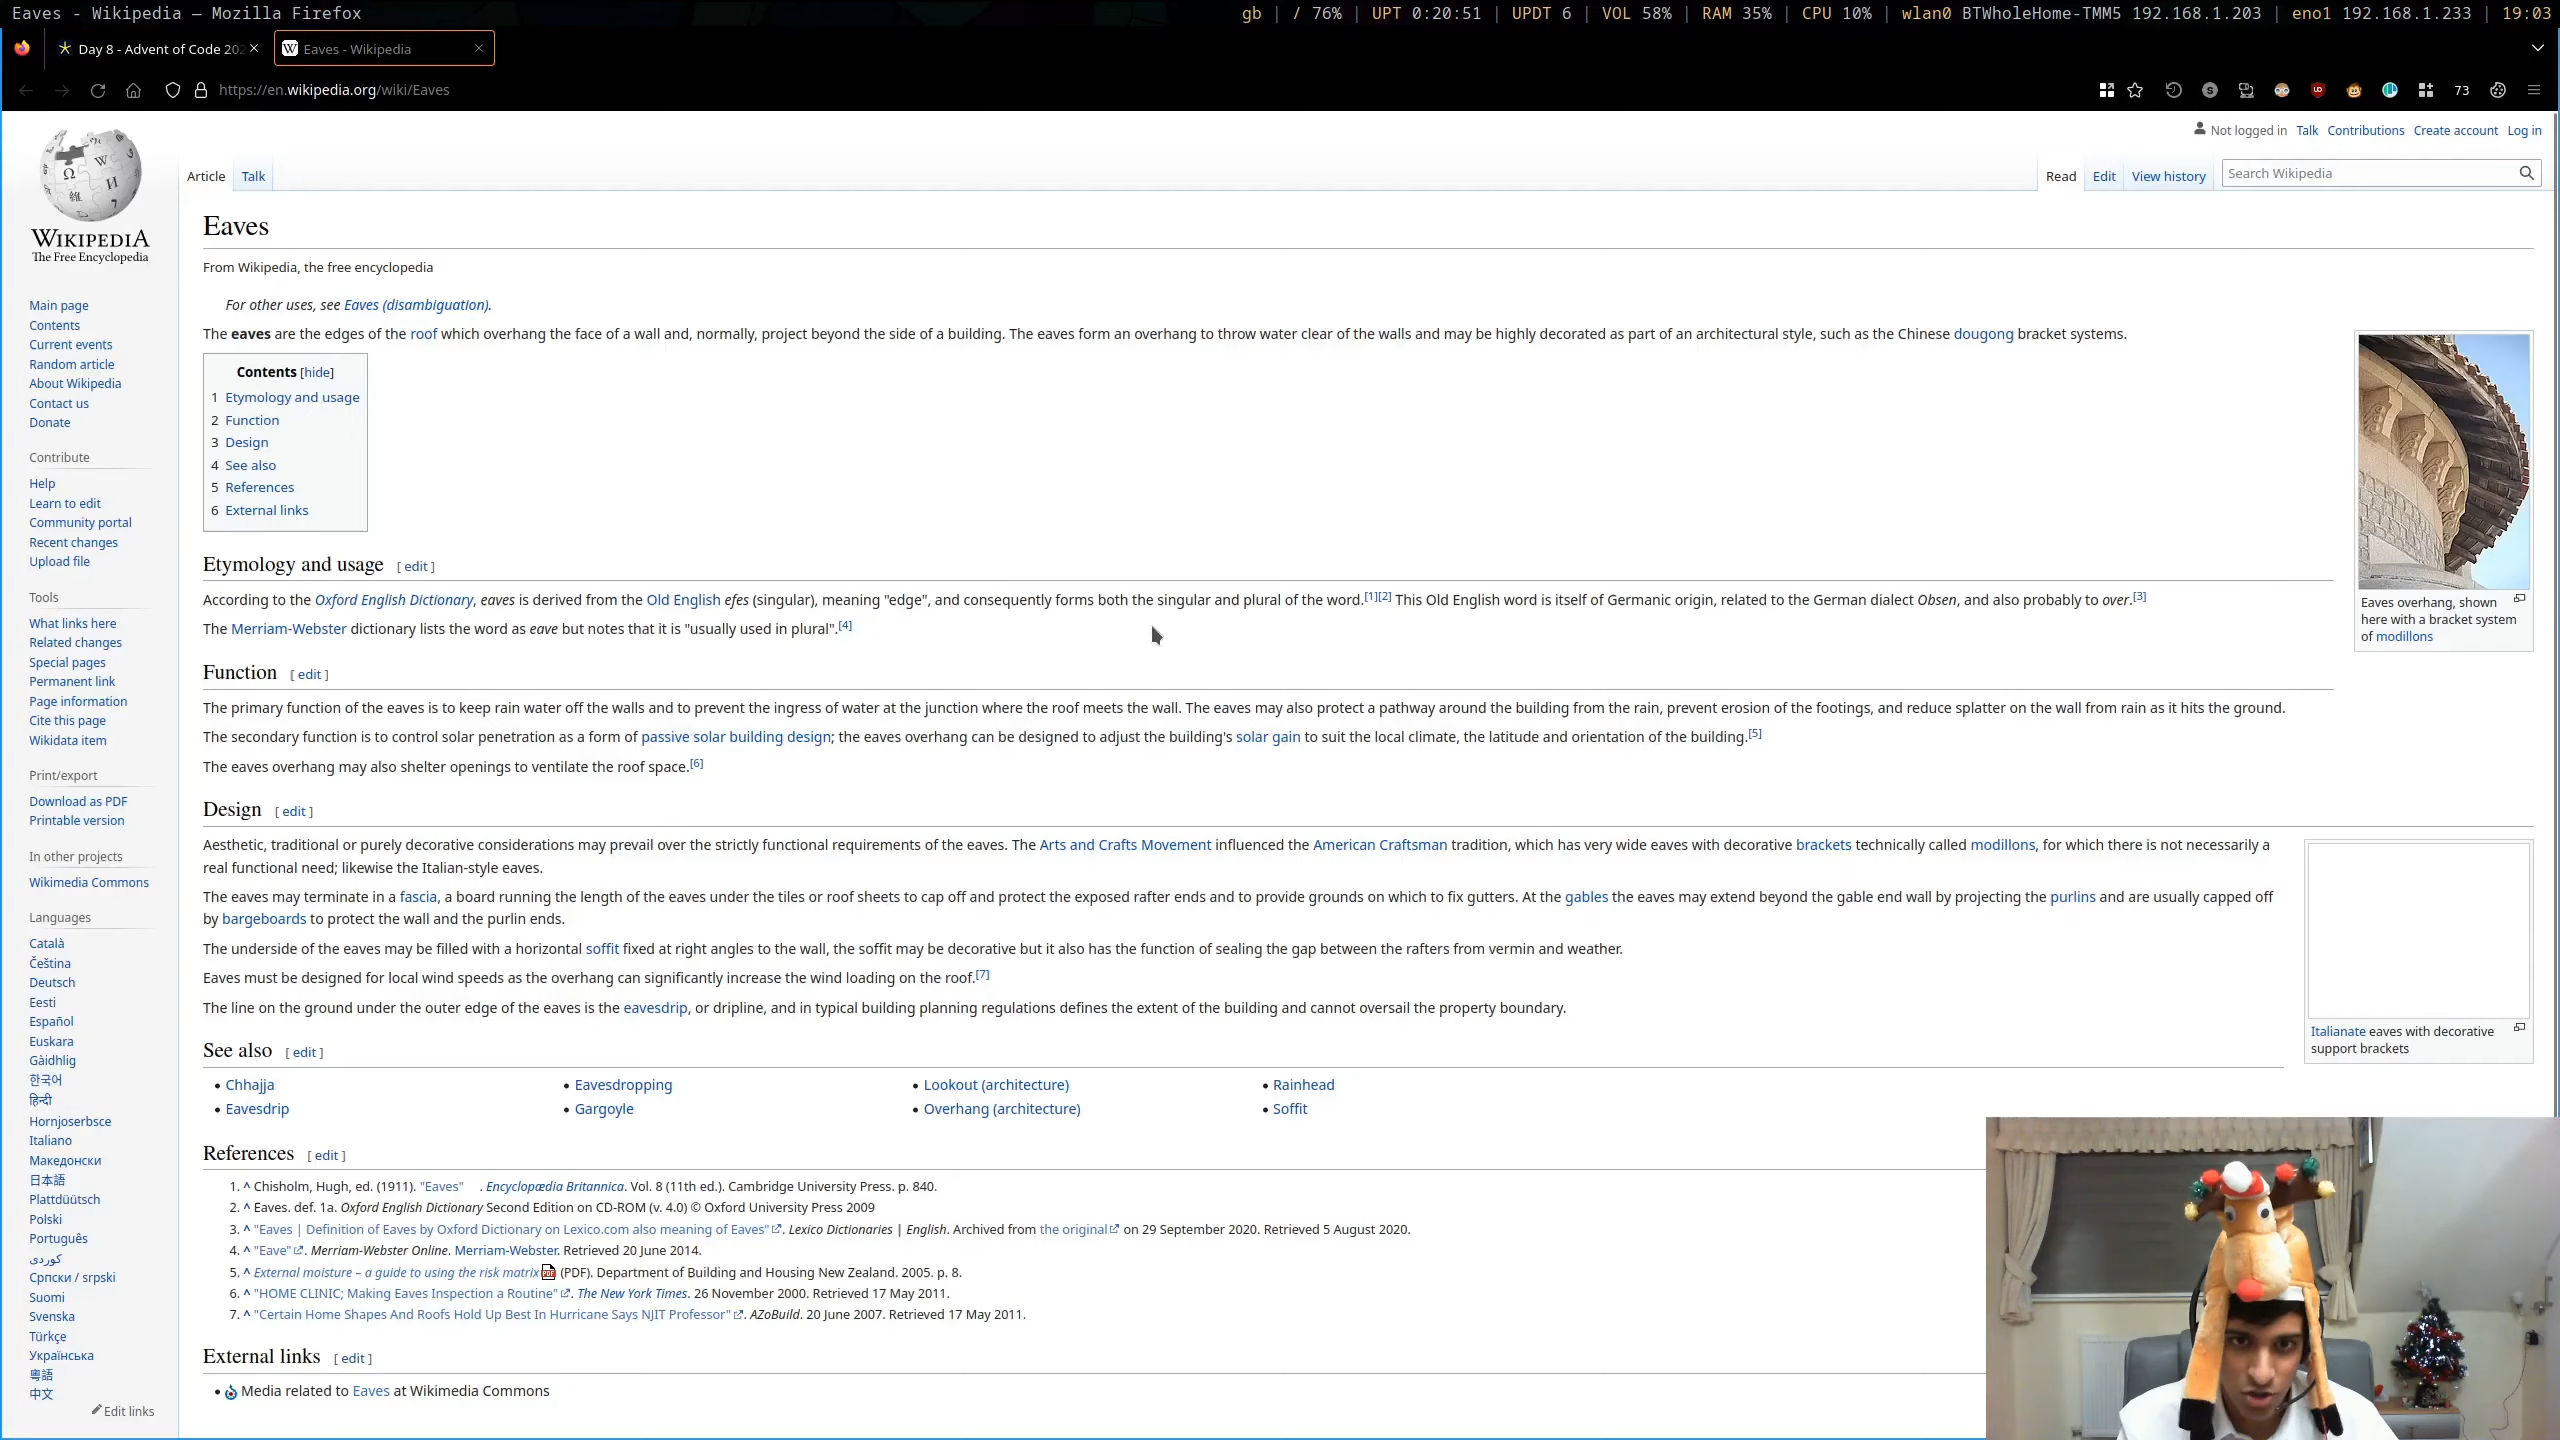 Eaves - Wikipedia — Mozilla Firefox
gb | / 76% | UPT 0:20:51 | UPDT 6 | VOL 58% | RAM 35% | CPU 10% | wlan0 BTWholeHome-TMM5 192.168.1.203 | eno1 192.168.1.233 | 19:03
Day 8 - Advent of Code 202
Eaves - Wikipedia
https://en.wikipedia.org/wiki/Eaves
73
Not logged in Talk Contributions Create account Log in
Article Talk
Read Edit View history Search Wikipedia
WIKIPEDIA
The Free Encyclopedia
Main page
Contents
Current events
Random article
About Wikipedia
Contact us
Donate
Contribute
Help
Learn to edit
Community portal
Recent changes
Upload file
Tools
What links here
Related changes
Special pages
Permanent link
Page information
Cite this page
Wikidata item
Print/export
Download as PDF
Printable version
In other projects
Wikimedia Commons
Languages
Català
Čeština
Deutsch
Eesti
Español
Euskara
Gàidhlig
한국어
हिन्दी
Hornjoserbsce
Italiano
Македонски
日本語
Plattdüütsch
Polski
Português
کوردی
Српски / srpski
Suomi
Svenska
Türkçe
Українська
粵語
中文
Edit links
Eaves
From Wikipedia, the free encyclopedia
For other uses, see Eaves (disambiguation).
The eaves are the edges of the roof which overhang the face of a wall and, normally, project beyond the side of a building. The eaves form an overhang to throw water clear of the walls and may be highly decorated as part of an architectural style, such as the Chinese dougong bracket systems.
Contents [hide]
1 Etymology and usage
2 Function
3 Design
4 See also
5 References
6 External links
Eaves overhang, shown
here with a bracket system
of modillons
Etymology and usage [ edit ]
According to the Oxford English Dictionary, eaves is derived from the Old English efes (singular), meaning "edge", and consequently forms both the singular and plural of the word.[1][2] This Old English word is itself of Germanic origin, related to the German dialect Obsen, and also probably to over.[3]
The Merriam-Webster dictionary lists the word as eave but notes that it is "usually used in plural".[4]
Function [ edit ]
The primary function of the eaves is to keep rain water off the walls and to prevent the ingress of water at the junction where the roof meets the wall. The eaves may also protect a pathway around the building from the rain, prevent erosion of the footings, and reduce splatter on the wall from rain as it hits the ground.
The secondary function is to control solar penetration as a form of passive solar building design; the eaves overhang can be designed to adjust the building's solar gain to suit the local climate, the latitude and orientation of the building.[5]
The eaves overhang may also shelter openings to ventilate the roof space.[6]
Design [ edit ]
Aesthetic, traditional or purely decorative considerations may prevail over the strictly functional requirements of the eaves. The Arts and Crafts Movement influenced the American Craftsman tradition, which has very wide eaves with decorative brackets technically called modillons, for which there is not necessarily a
real functional need; likewise the Italian-style eaves.
The eaves may terminate in a fascia, a board running the length of the eaves under the tiles or roof sheets to cap off and protect the exposed rafter ends and to provide grounds on which to fix gutters. At the gables the eaves may extend beyond the gable end wall by projecting the purlins and are usually capped off
by bargeboards to protect the wall and the purlin ends.
The underside of the eaves may be filled with a horizontal soffit fixed at right angles to the wall, the soffit may be decorative but it also has the function of sealing the gap between the rafters from vermin and weather.
Eaves must be designed for local wind speeds as the overhang can significantly increase the wind loading on the roof.[7]
The line on the ground under the outer edge of the eaves is the eavesdrip, or dripline, and in typical building planning regulations defines the extent of the building and cannot oversail the property boundary.
Italianate eaves with decorative
support brackets
See also [ edit ]
• Chhajja
• Eavesdrip
• Eavesdropping
• Gargoyle
• Lookout (architecture)
• Overhang (architecture)
• Rainhead
• Soffit
References [ edit ]
1. ^ Chisholm, Hugh, ed. (1911). "Eaves" . Encyclopædia Britannica. Vol. 8 (11th ed.). Cambridge University Press. p. 840.
2. ^ Eaves. def. 1a. Oxford English Dictionary Second Edition on CD-ROM (v. 4.0) © Oxford University Press 2009
3. ^ "Eaves | Definition of Eaves by Oxford Dictionary on Lexico.com also meaning of Eaves". Lexico Dictionaries | English. Archived from the original on 29 September 2020. Retrieved 5 August 2020.
4. ^ "Eave". Merriam-Webster Online. Merriam-Webster. Retrieved 20 June 2014.
5. ^ External moisture – a guide to using the risk matrix (PDF). Department of Building and Housing New Zealand. 2005. p. 8.
6. ^ "HOME CLINIC; Making Eaves Inspection a Routine". The New York Times. 26 November 2000. Retrieved 17 May 2011.
7. ^ "Certain Home Shapes And Roofs Hold Up Best In Hurricane Says NJIT Professor". AZoBuild. 20 June 2007. Retrieved 17 May 2011.
External links [ edit ]
• Media related to Eaves at Wikimedia Commons